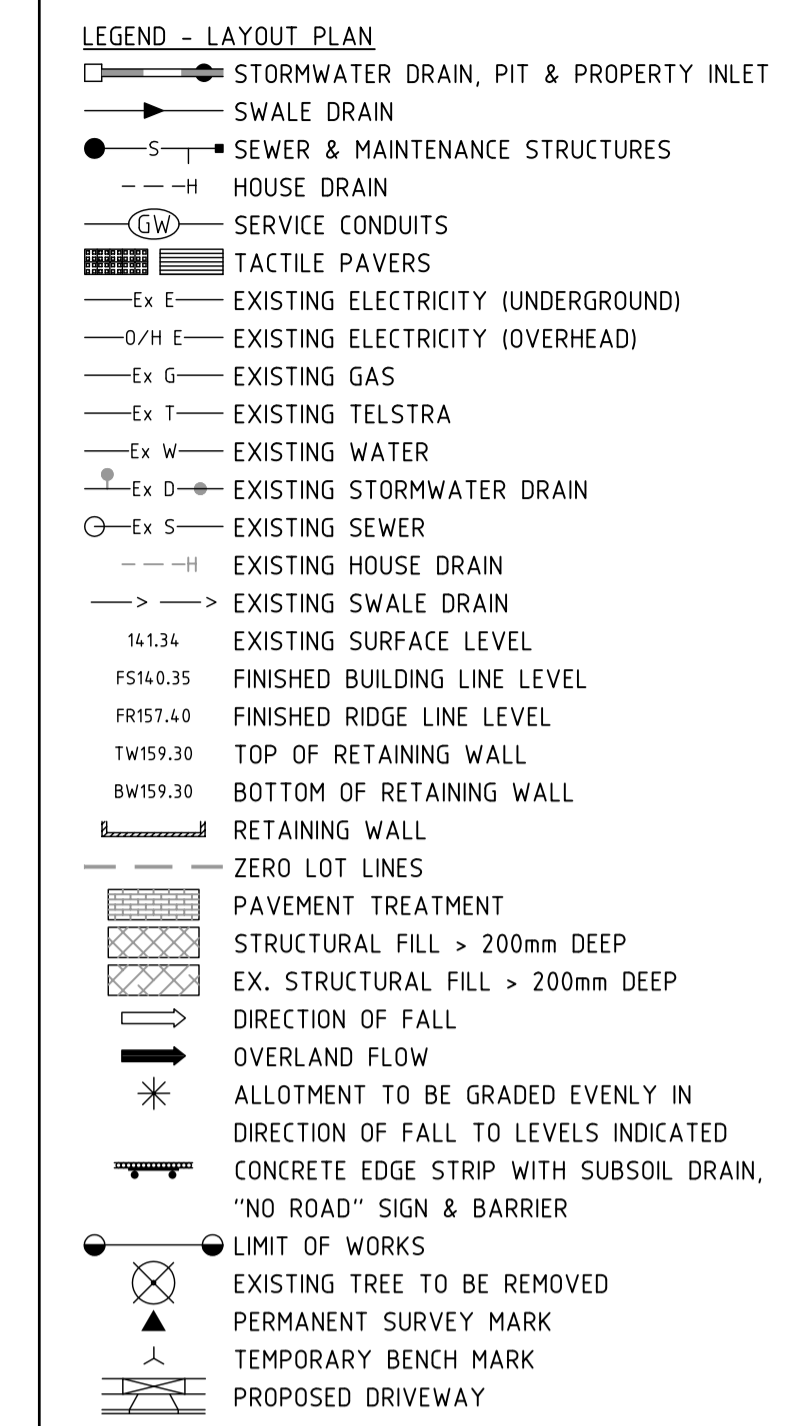 LEGEND - LAYOUT PLAN
STORMWATER DRAIN, PIT & PROPERTY INLET
SWALE DRAIN
S SEWER & MAINTENANCE STRUCTURES
H HOUSE DRAIN
GW SERVICE CONDUITS
TACTILE PAVERS
Ex E EXISTING ELECTRICITY (UNDERGROUND)
O/H E EXISTING ELECTRICITY (OVERHEAD)
Ex G EXISTING GAS
Ex T EXISTING TELSTRA
Ex W EXISTING WATER
Ex D EXISTING STORMWATER DRAIN
Ex S EXISTING SEWER
H EXISTING HOUSE DRAIN
> > EXISTING SWALE DRAIN
141.34 EXISTING SURFACE LEVEL
FS140.35 FINISHED BUILDING LINE LEVEL
FR157.40 FINISHED RIDGE LINE LEVEL
TW159.30 TOP OF RETAINING WALL
BW159.30 BOTTOM OF RETAINING WALL
RETAINING WALL
ZERO LOT LINES
PAVEMENT TREATMENT
STRUCTURAL FILL > 200mm DEEP
EX. STRUCTURAL FILL > 200mm DEEP
DIRECTION OF FALL
OVERLAND FLOW
ALLOTMENT TO BE GRADED EVENLY IN
DIRECTION OF FALL TO LEVELS INDICATED
CONCRETE EDGE STRIP WITH SUBSOIL DRAIN,
"NO ROAD" SIGN & BARRIER
LIMIT OF WORKS
EXISTING TREE TO BE REMOVED
PERMANENT SURVEY MARK
TEMPORARY BENCH MARK
PROPOSED DRIVEWAY